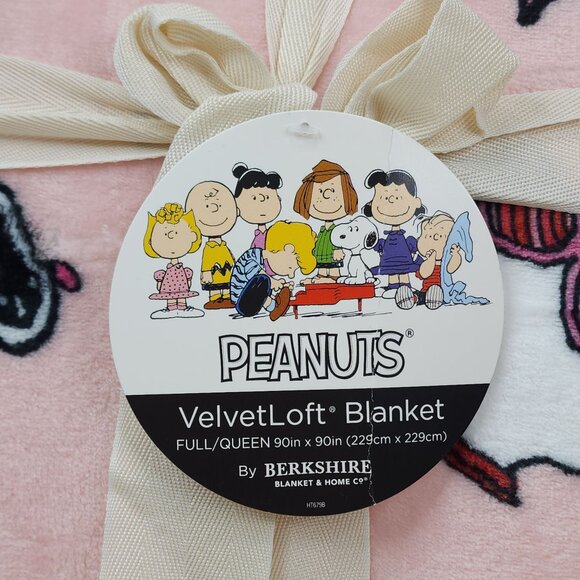 PEANUTS®
VelvetLoft® Blanket
FULL/QUEEN 90in x 90in (229cm x 229cm)
By BERKSHIRE
BLANKET & HOME Co®
HT679B